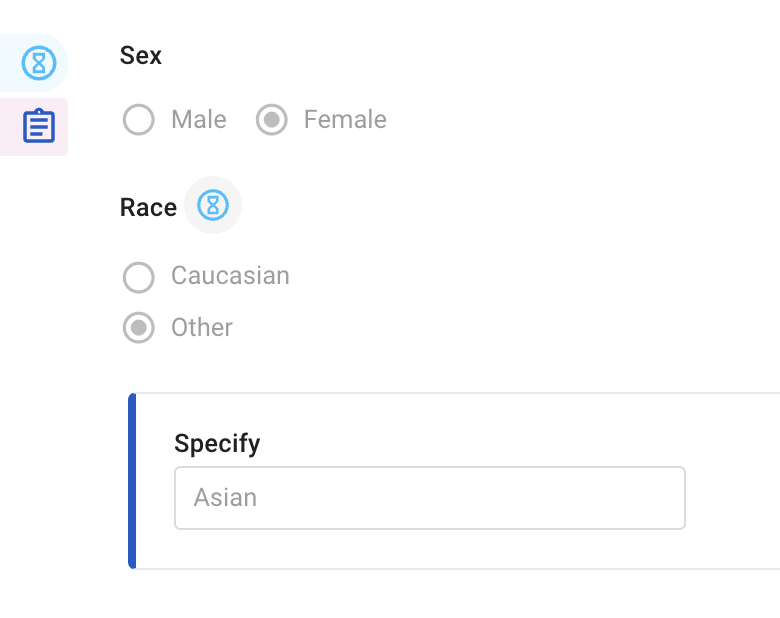 Sex
Male Female
Race
Caucasian
Other
Specify
Asian